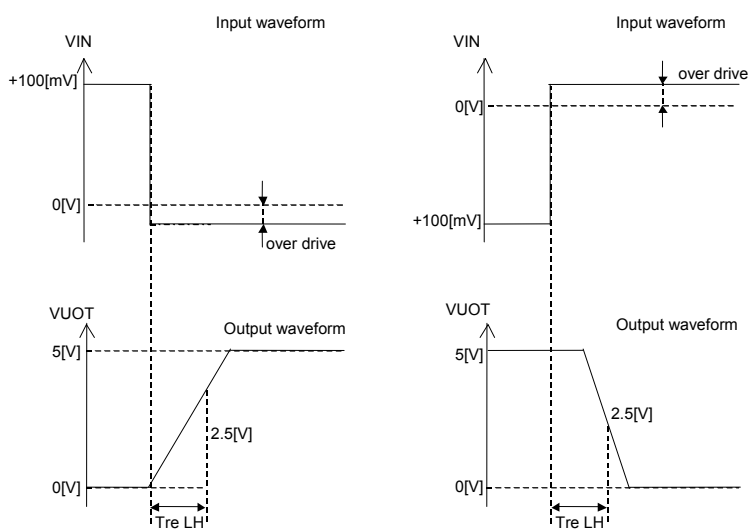 Input waveform
VIN
+100[mV]
0[V]
over drive
VUOT
Output waveform
5[V]
2.5[V]
0[V]
Tre LH
Input waveform
VIN
over drive
0[V]
+100[mV]
VUOT
Output waveform
5[V]
2.5[V]
0[V]
Tre LH